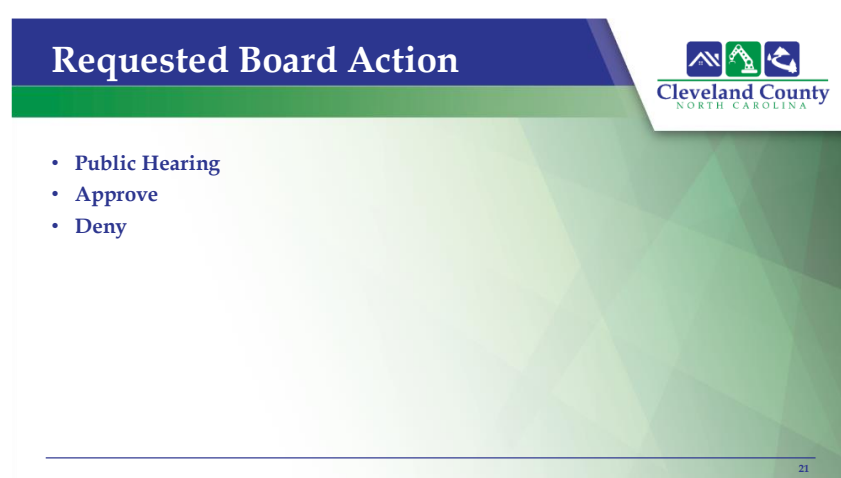 Requested Board Action
Cleveland County
NORTH CAROLINA
• Public Hearing
• Approve
• Deny
21